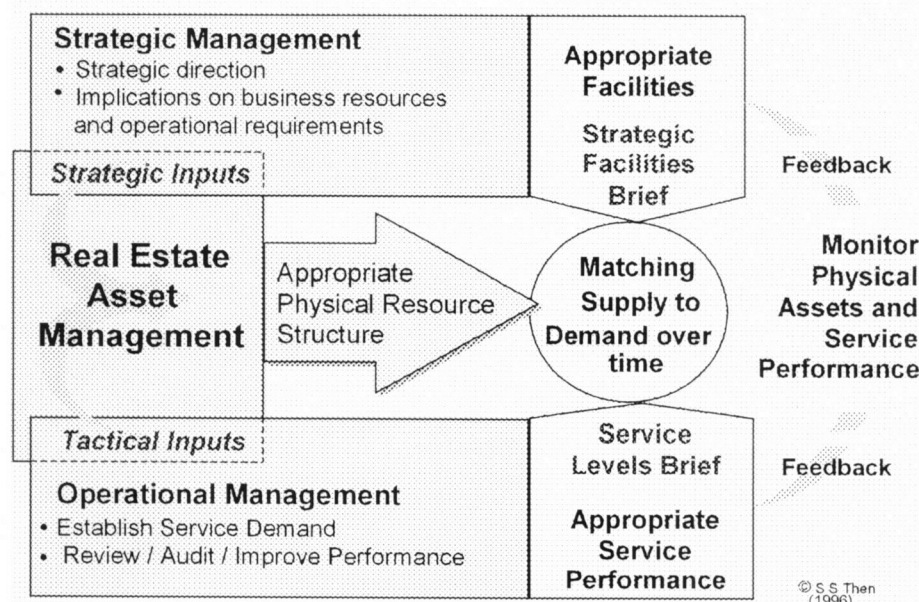 Strategic Management
• Strategic direction
• Implications on business resources
and operational requirements
Strategic Inputs
Appropriate
Facilities
Strategic
Facilities
Brief
Feedback
Real Estate
Asset
Management
Appropriate
Physical Resource
Structure
Matching
Supply to
Demand over
time
Monitor
Physical
Assets and
Service
Performance
Tactical Inputs
Operational Management
• Establish Service Demand
• Review / Audit / Improve Performance
Service
Levels Brief
Appropriate
Service
Performance
Feedback
© S S Then
(1996)